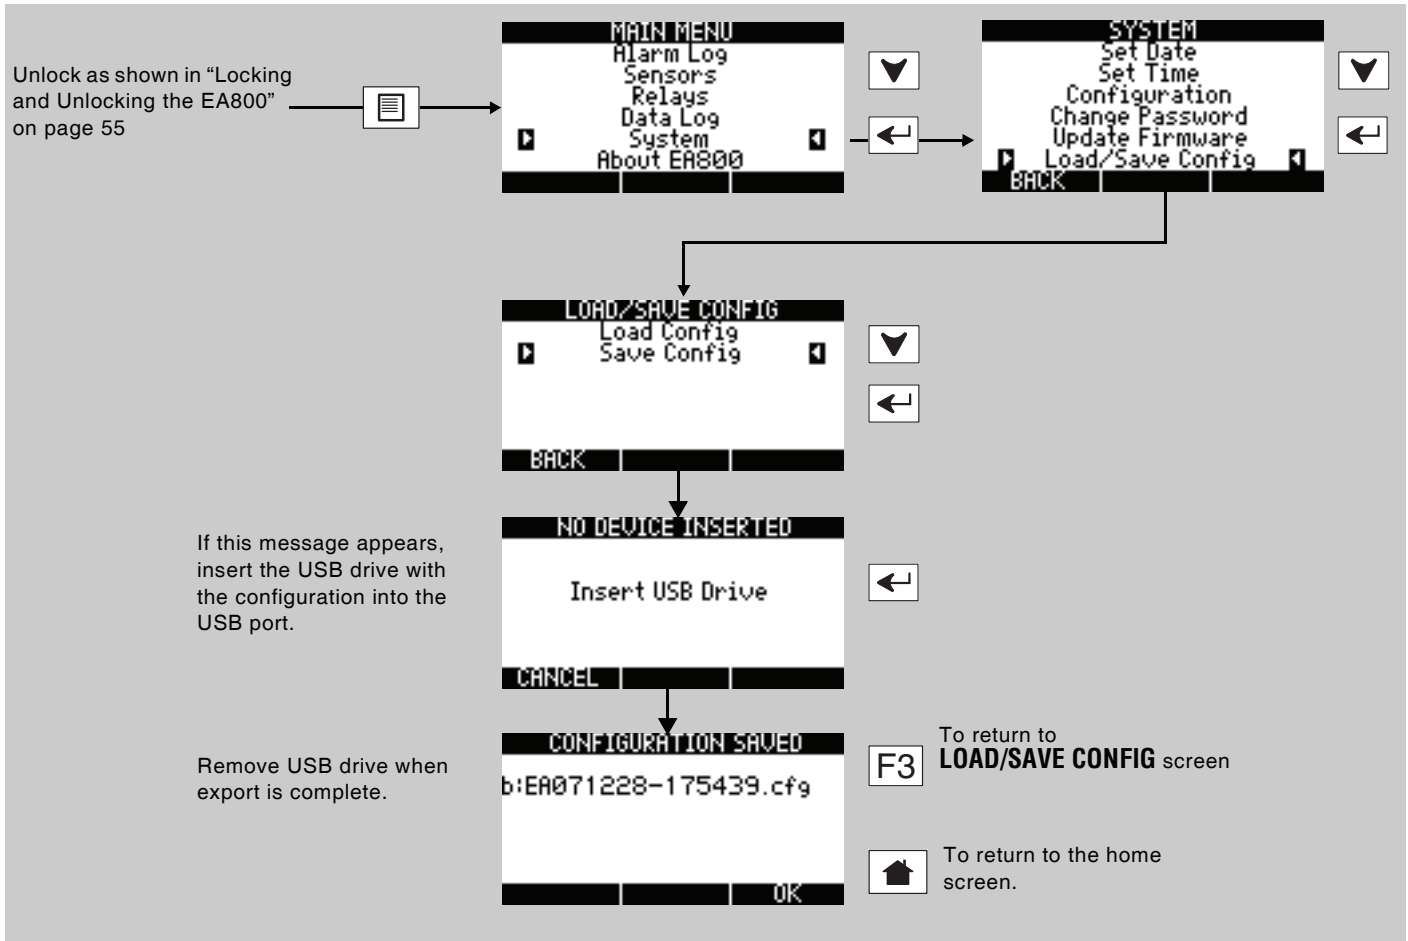 Unlock as shown in “Locking
and Unlocking the EA800”
on page 55
MAIN MENU
Alarm Log
Sensors
Relays
Data Log
System
About EA800
SYSTEM
Set Date
Set Time
Configuration
Change Password
Update Firmware
Load/Save Config
BACK
LOAD/SAVE CONFIG
Load Config
Save Config
BACK
If this message appears,
insert the USB drive with
the configuration into the
USB port.
NO DEVICE INSERTED
Insert USB Drive
CANCEL
Remove USB drive when
export is complete.
CONFIGURATION SAVED
b:EA071228-175439.cfg
OK
F3
To return to
LOAD/SAVE CONFIG screen
To return to the home
screen.